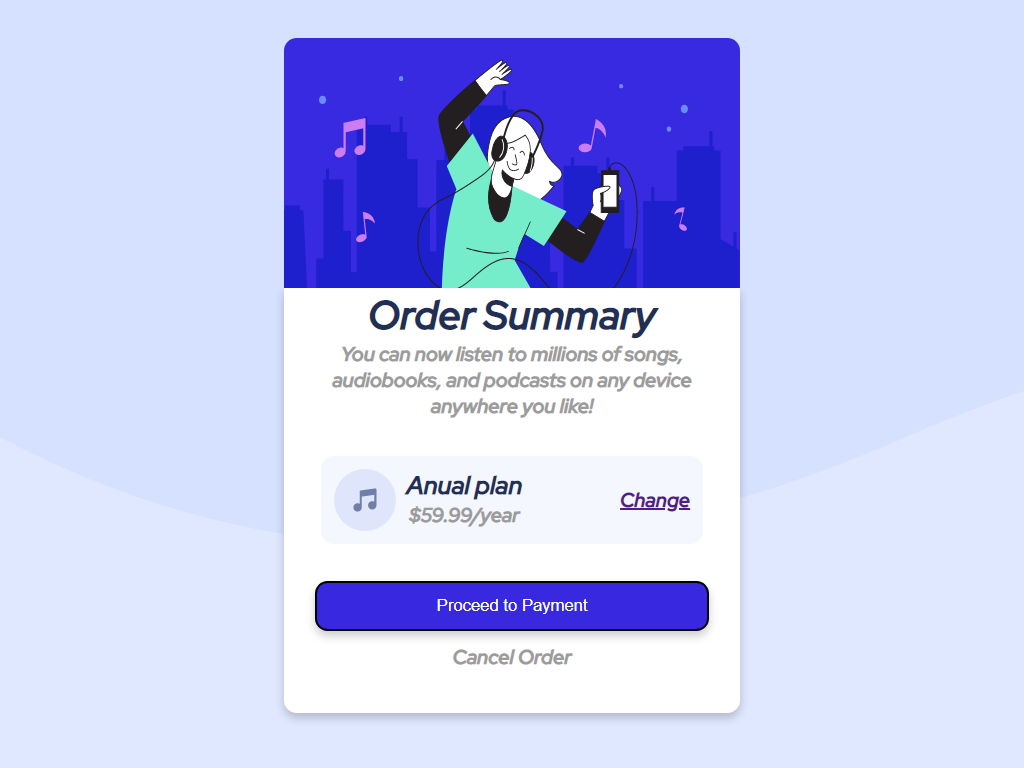 Order Summary
You can now listen to millions of songs,
audiobooks, and podcasts on any device
anywhere you like!
Anual plan
$59.99/year
Change
Proceed to Payment
Cancel Order